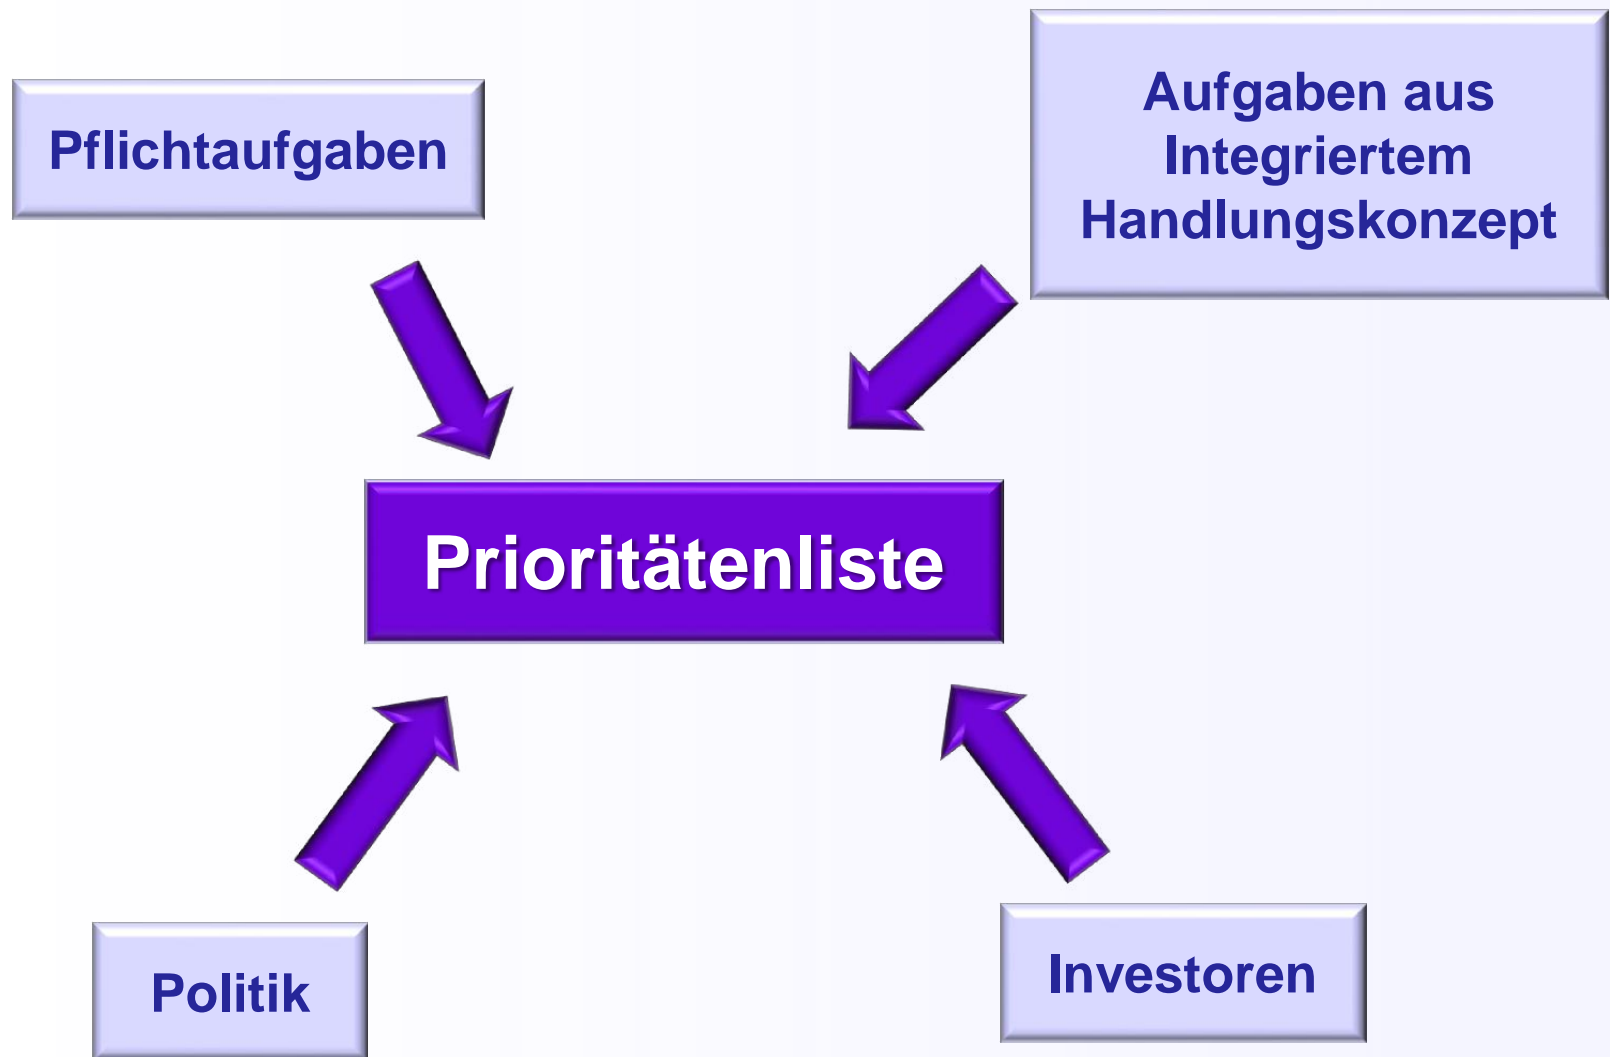 Pflichtaufgaben
Aufgaben aus
Integriertem
Handlungskonzept
Prioritätenliste
Politik
Investoren